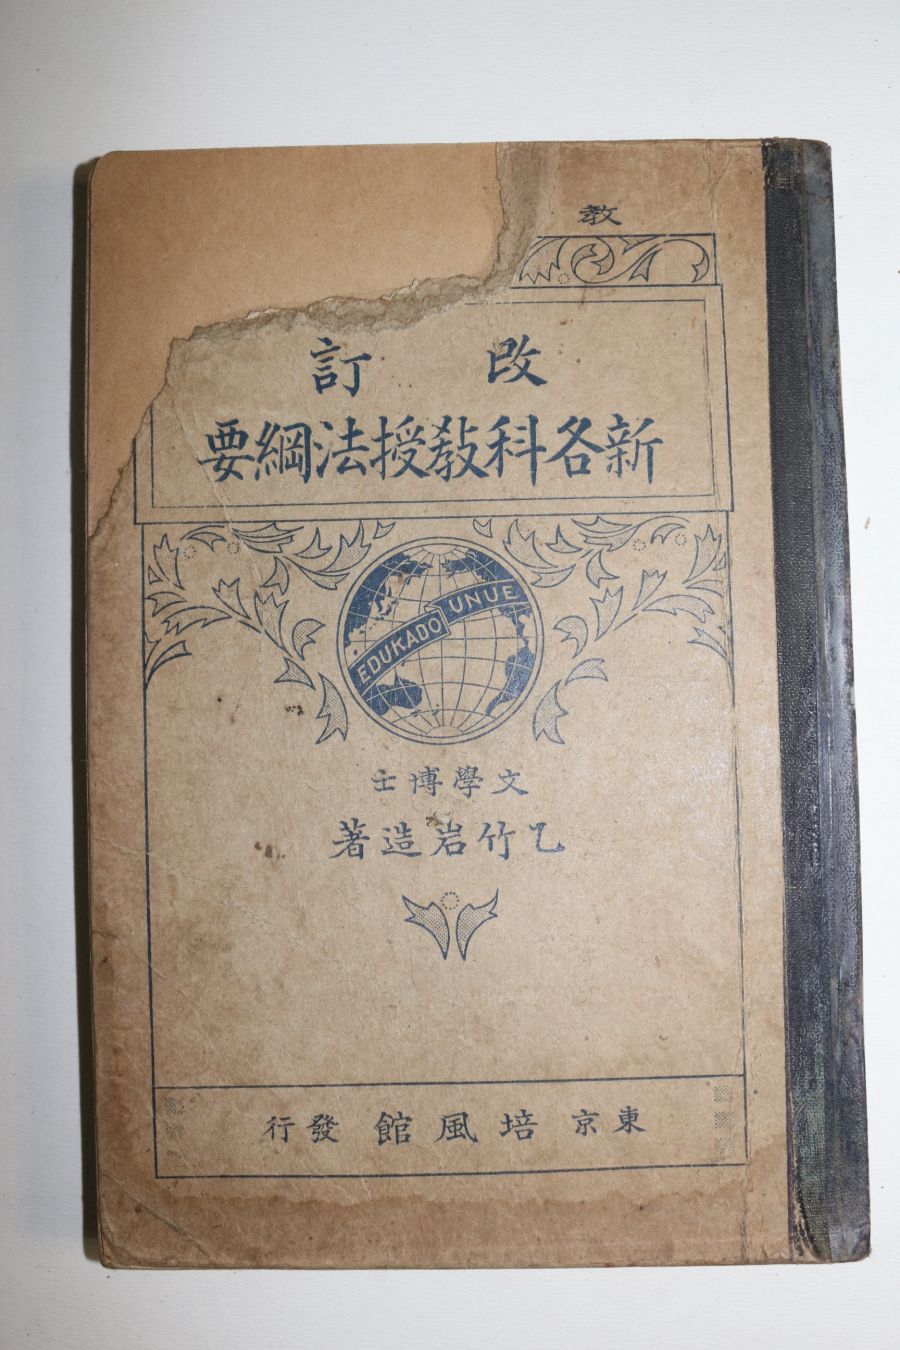 教
改訂
新各科教授法綱要
EDUKADO UNUE
文學博士
乙竹岩造著
東京 培風館 發行